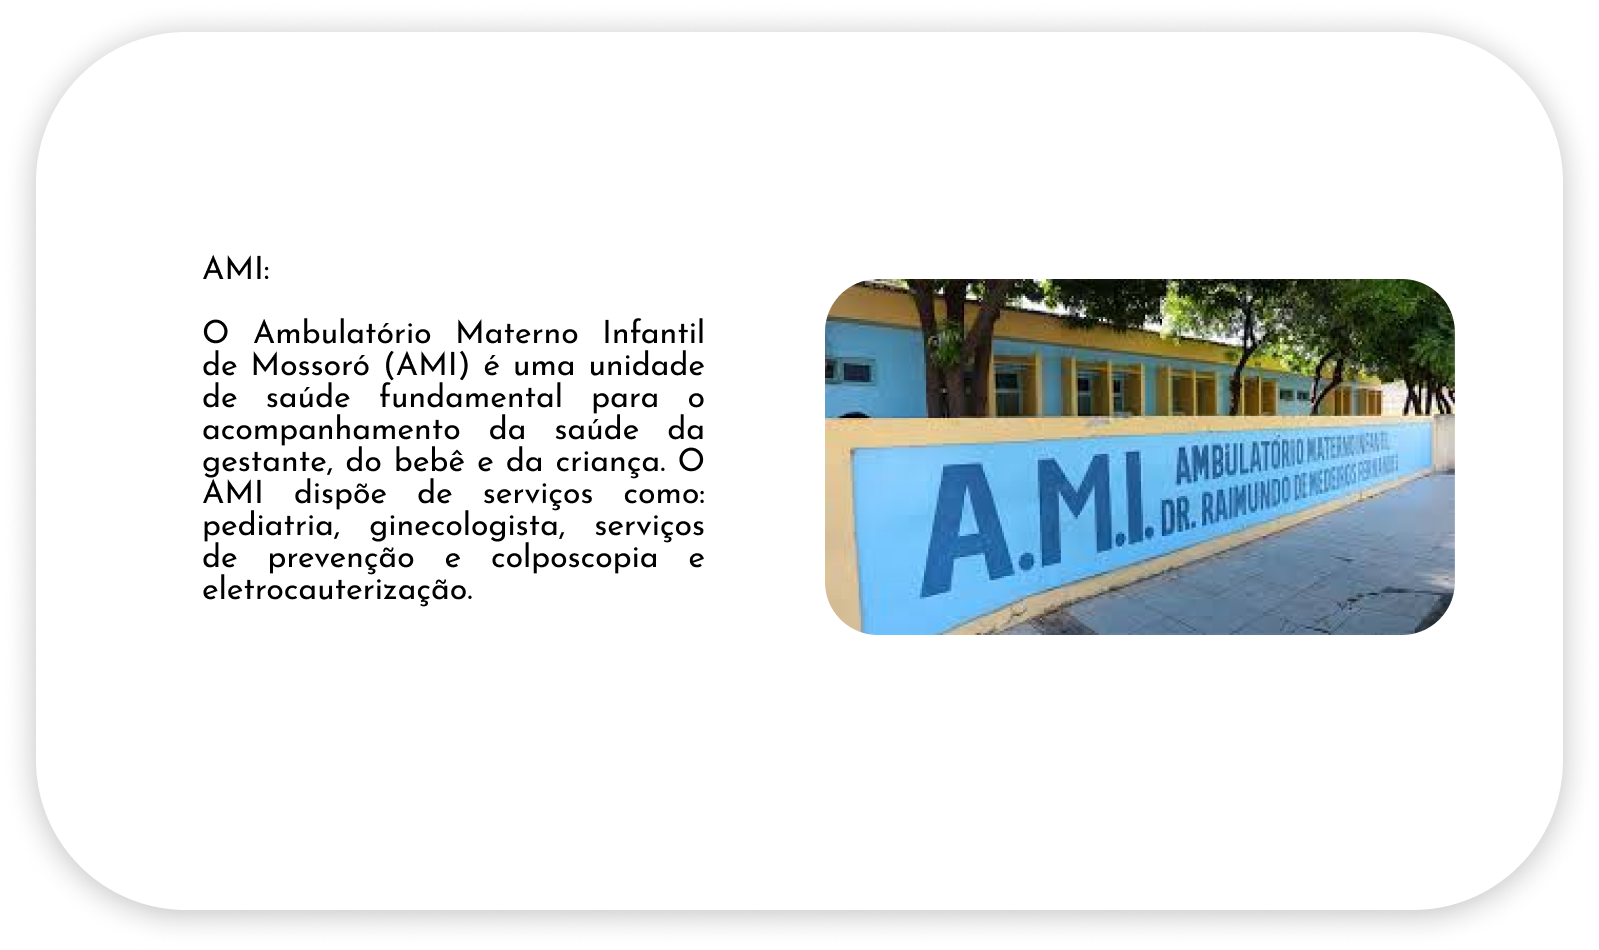 AMI:
O Ambulatório Materno Infantil
de Mossoró (AMI) é uma unidade
de saúde fundamental para o
acompanhamento da saúde da
gestante, do bebê e da criança. O
AMI dispõe de serviços como:
pediatria, ginecologista, serviços
de prevenção e colposcopia e
eletrocauterização.
A.M.I.
AMBULATÓRIO MATERNO INFANTIL
DR. RAIMUNDO DE MEDEIROS FERNANDES